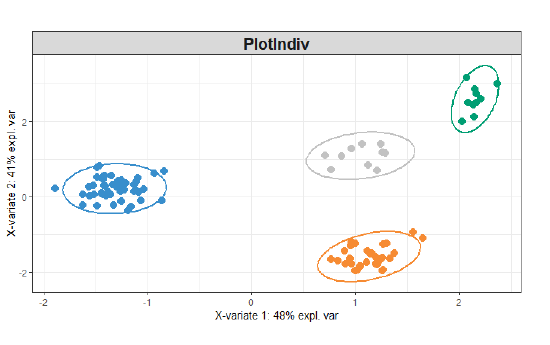 PlotIndiv
X-variate 2: 41% expl. var
2
0
-2
-2
-1
0
1
2
X-variate 1: 48% expl. var